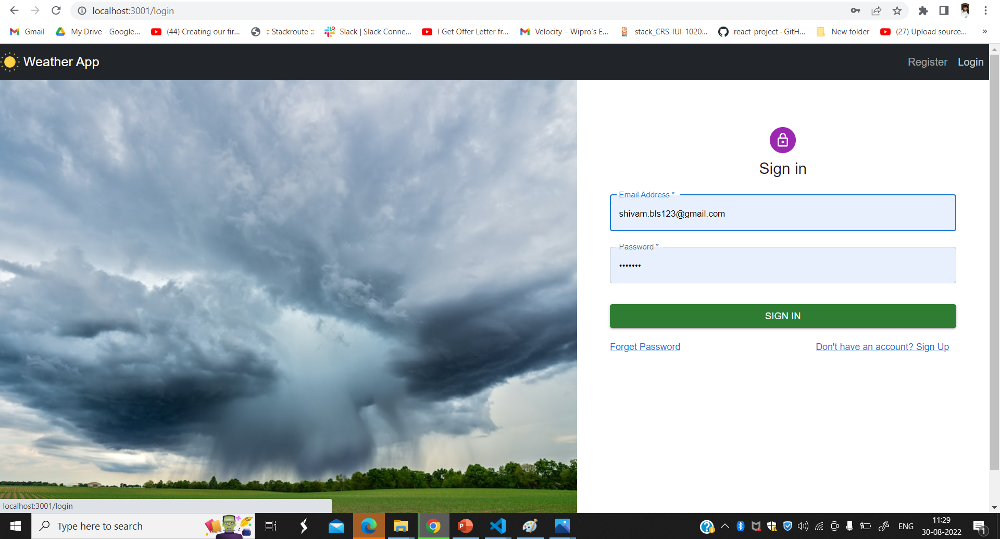 localhost:3001/login
Gmail
My Drive - Google...
(44) Creating our fir...
:: Stackroute ::
Slack | Slack Conne...
I Get Offer Letter fr...
Velocity – Wipro's E...
stack_CRS-IUI-1020...
react-project · GitH...
New folder
(27) Upload source...
»
Weather App
Register
Login
Sign in
Email Address *
shivam.bls123@gmail.com
Password *
•••••••
SIGN IN
Forget Password
Don't have an account? Sign Up
localhost:3001/login
Type here to search
ENG
11:29
30-08-2022
1